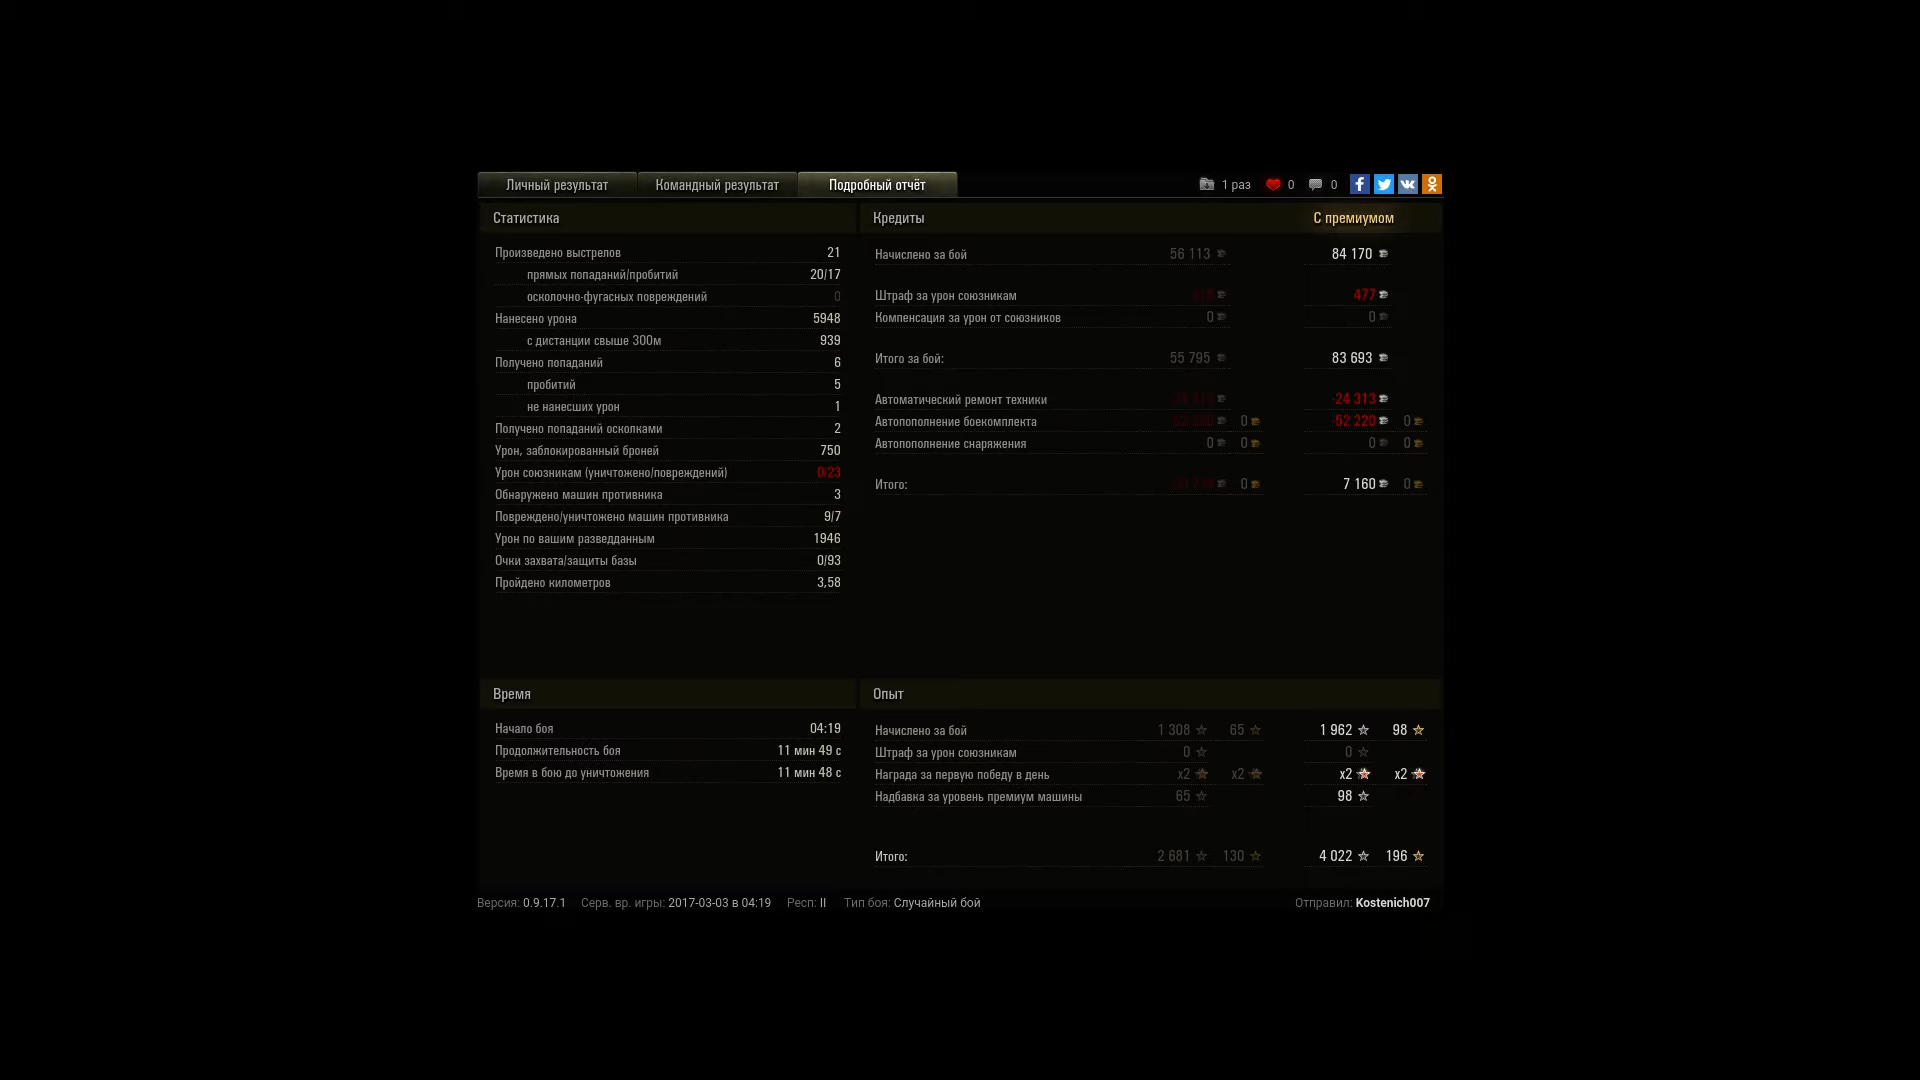 Личный результат Командный результат Подробный отчёт 1 раз 0 0
Статистика
Произведено выстрелов 21
прямых попаданий/пробитий 20/17
осколочно-фугасных повреждений 0
Нанесено урона 5948
с дистанции свыше 300м 939
Получено попаданий 6
пробитий 5
не нанесших урон 1
Получено попаданий осколками 2
Урон, заблокированный броней 750
Урон союзникам (уничтожено/повреждений) 0/23
Обнаружено машин противника 3
Повреждено/уничтожено машин противника 9/7
Урон по вашим разведданным 1946
Очки захвата/защиты базы 0/93
Пройдено километров 3,58
Кредиты С премиумом
Начислено за бой 56 113 84 170
Штраф за урон союзникам 477
Компенсация за урон от союзников 0 0
Итого за бой: 55 795 83 693
Автоматический ремонт техники -24 313
Автопополнение боекомплекта 0 -52 220 0
Автопополнение снаряжения 0 0 0 0
Итого: 0 7 160 0
Время
Начало боя 04:19
Продолжительность боя 11 мин 49 с
Время в бою до уничтожения 11 мин 48 с
Опыт
Начислено за бой 1 308 65 1 962 98
Штраф за урон союзникам 0 0
Награда за первую победу в день x2 x2 x2 x2
Надбавка за уровень премиум машины 65 98
Итого: 2 681 130 4 022 196
Версия: 0.9.17.1 Серв. вр. игры: 2017-03-03 в 04:19 Респ: II Тип боя: Случайный бой Отправил: Kostenich007